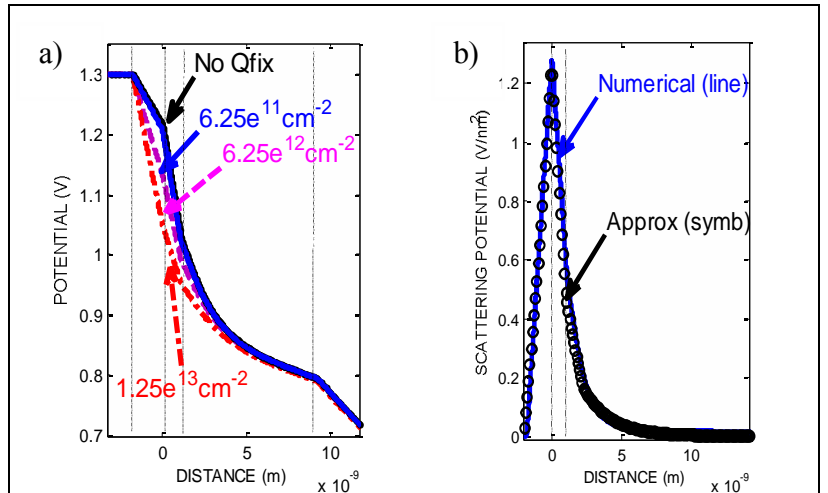 a)
No Qfix
6.25e¹¹cm⁻²
6.25e¹²cm⁻²
1.25e¹³cm⁻²
POTENTIAL (V)
1.3
1.2
1.1
1
0.9
0.8
0.7
0 5 10
DISTANCE (m)
x 10⁻⁹
b)
Numerical (line)
Approx (symb)
SCATTERING POTENTIAL (V/nm²)
1.2
1
0.8
0.6
0.4
0.2
0
0 5 10
DISTANCE (m)
x 10⁻⁹